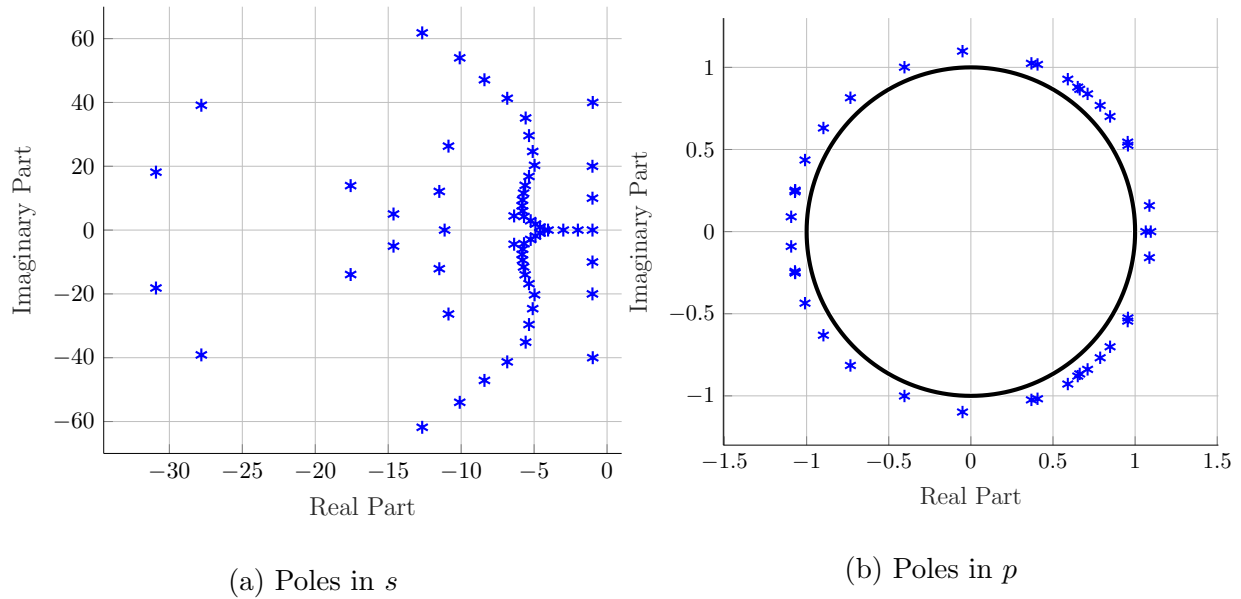 60
40
20
0
−20
−40
−60
−30 −25 −20 −15 −10 −5 0
Imaginary Part
Real Part
(a) Poles in s
1
0.5
0
−0.5
−1
−1.5 −1 −0.5 0 0.5 1 1.5
Imaginary Part
Real Part
(b) Poles in p